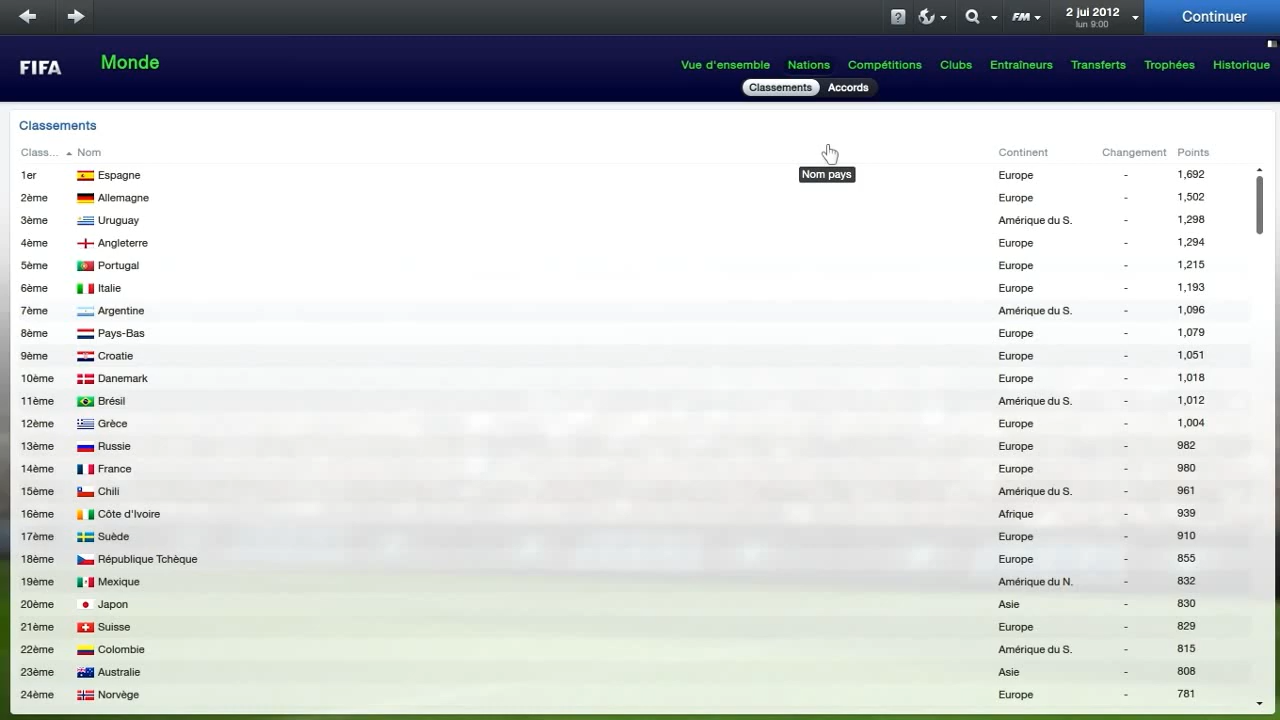 FM
2 jui 2012
lun 9:00
Continuer
FIFA
Monde
Vue d'ensemble Nations Compétitions Clubs Entraîneurs Transferts Trophées Historique
Classements Accords
Classements
Class... Nom Continent Changement Points
Nom pays
1er Espagne Europe - 1,692
2ème Allemagne Europe - 1,502
3ème Uruguay Amérique du S. - 1,298
4ème Angleterre Europe - 1,294
5ème Portugal Europe - 1,215
6ème Italie Europe - 1,193
7ème Argentine Amérique du S. - 1,096
8ème Pays-Bas Europe - 1,079
9ème Croatie Europe - 1,051
10ème Danemark Europe - 1,018
11ème Brésil Amérique du S. - 1,012
12ème Grèce Europe - 1,004
13ème Russie Europe - 982
14ème France Europe - 980
15ème Chili Amérique du S. - 961
16ème Côte d'Ivoire Afrique - 939
17ème Suède Europe - 910
18ème République Tchèque Europe - 855
19ème Mexique Amérique du N. - 832
20ème Japon Asie - 830
21ème Suisse Europe - 829
22ème Colombie Amérique du S. - 815
23ème Australie Asie - 808
24ème Norvège Europe - 781